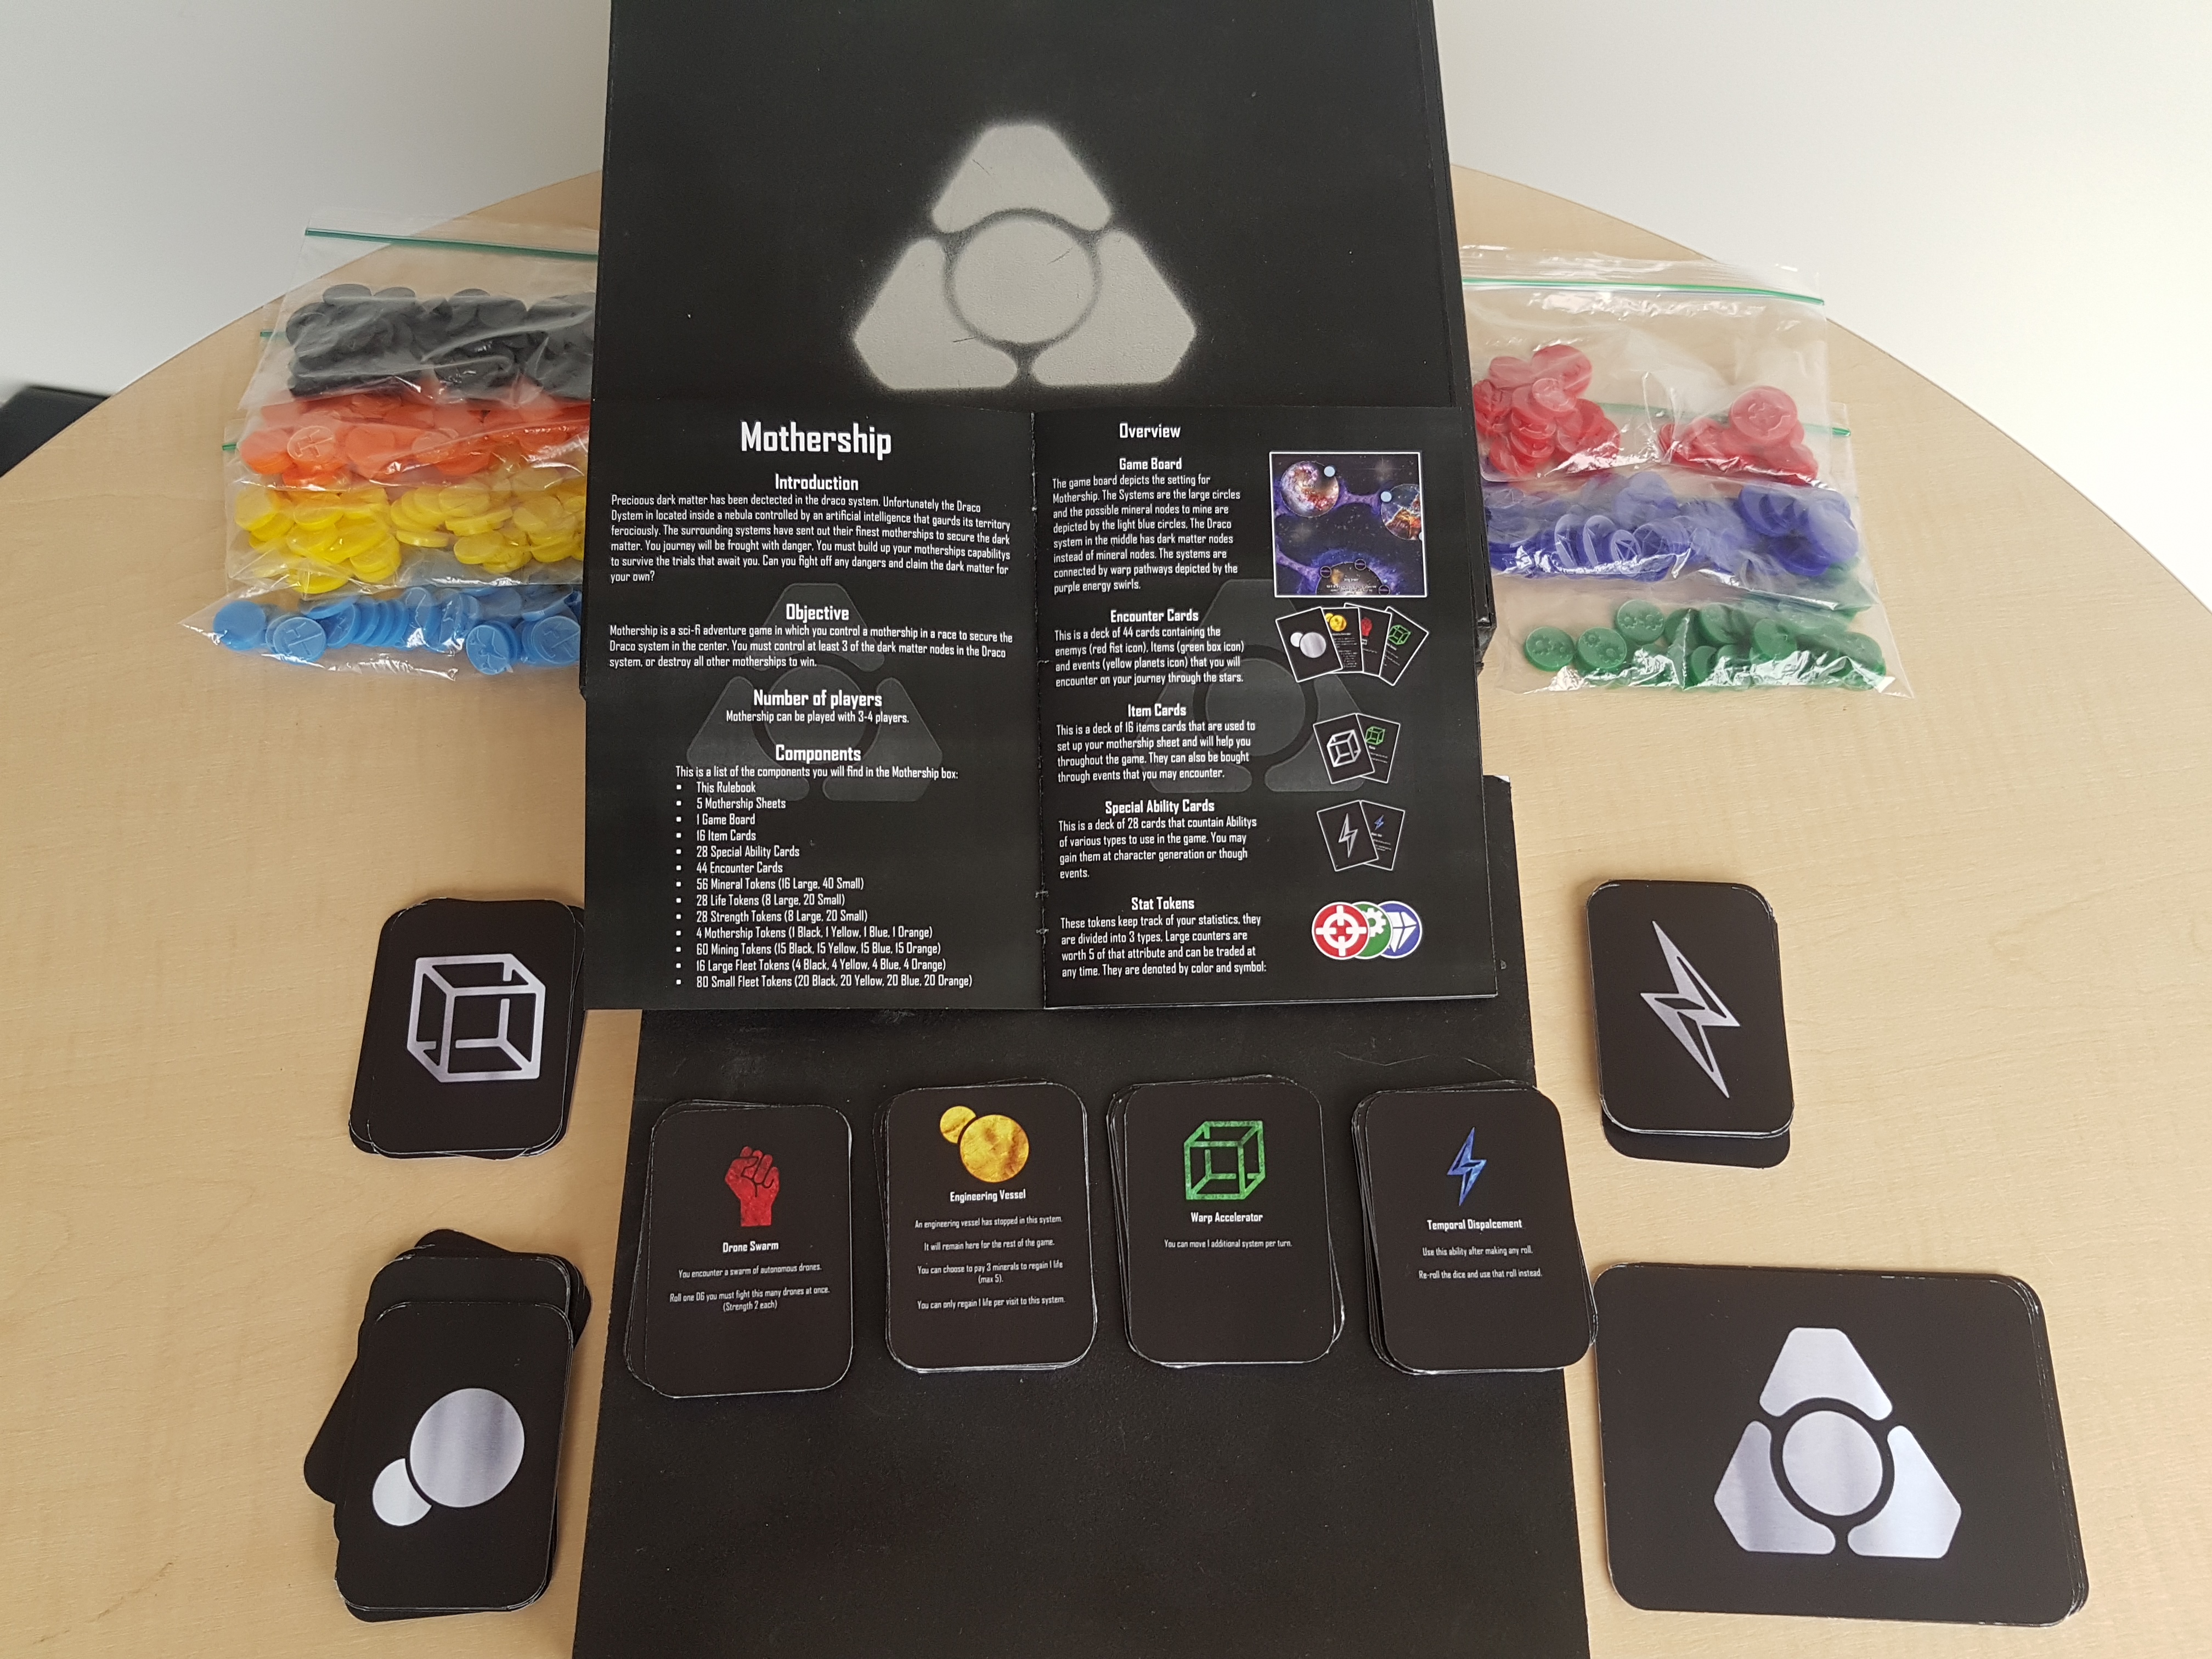 Mothership
Introduction
Precioous dark matter has been dectected in the draco system. Unfortunately the Draco
Dystem in located inside a nebula controlled by an artificial intelligence that gaurds its territory
ferociously. The surrounding systems have sent out their finest motherships to secure the dark
matter. You journey will be frought with danger. You must build up your motherships capabilitys
to survive the trials that await you. Can you fight off any dangers and claim the dark matter for
your own?
Objective
Mothership is a sci-fi adventure game in which you control a mothership in a race to secure the
Draco system in the center. You must control at least 3 of the dark matter nodes in the Draco
system, or destroy all other motherships to win.
Number of players
Mothership can be played with 3-4 players.
Components
This is a list of the components you will find in the Mothership box:
▪ This Rulebook
▪ 5 Mothership Sheets
▪ 1 Game Board
▪ 16 Item Cards
▪ 28 Special Ability Cards
▪ 44 Encounter Cards
▪ 56 Mineral Tokens (16 Large, 40 Small)
▪ 28 Life Tokens (8 Large, 20 Small)
▪ 28 Strength Tokens (8 Large, 20 Small)
▪ 4 Mothership Tokens (1 Black, 1 Yellow, 1 Blue, 1 Orange)
▪ 60 Mining Tokens (15 Black, 15 Yellow, 15 Blue, 15 Orange)
▪ 16 Large Fleet Tokens (4 Black, 4 Yellow, 4 Blue, 4 Orange)
▪ 80 Small Fleet Tokens (20 Black, 20 Yellow, 20 Blue, 20 Orange)
Overview
Game Board
The game board depicts the setting for
Mothership. The Systems are the large circles
and the possible mineral nodes to mine are
depicted by the light blue circles. The Draco
system in the middle has dark matter nodes
instead of mineral nodes. The systems are
connected by warp pathways depicted by the
purple energy swirls.
Encounter Cards
This is a deck of 44 cards containing the
enemys (red fist icon), Items (green box icon)
and events (yellow planets icon) that you will
encounter on your journey through the stars.
Item Cards
This is a deck of 16 items cards that are used to
set up your mothership sheet and will help you
throughout the game. They can also be bought
through events that you may encounter.
Special Ability Cards
This is a deck of 28 cards that countain Abilitys
of various types to use in the game. You may
gain them at character generation or though
events.
Stat Tokens
These tokens keep track of your statistics, they
are divided into 3 types, Large counters are
worth 5 of that attribute and can be traded at
any time. They are denoted by color and symbol:
Drone Swarm
You encounter a swarm of autonomous drones.
Roll one D6 you must fight this many drones at once.
(Strength 2 each)
Engineering Vessel
An engineering vessel has stopped in this system.
It will remain here for the rest of the game.
You can choose to pay 3 minerals to regain 1 life
(max 5).
You can only regain 1 life per visit to this system.
Warp Accelerator
You can move 1 additional system per turn.
Temporal Dispalcement
Use this ability after making any roll.
Re-roll the dice and use that roll instead.